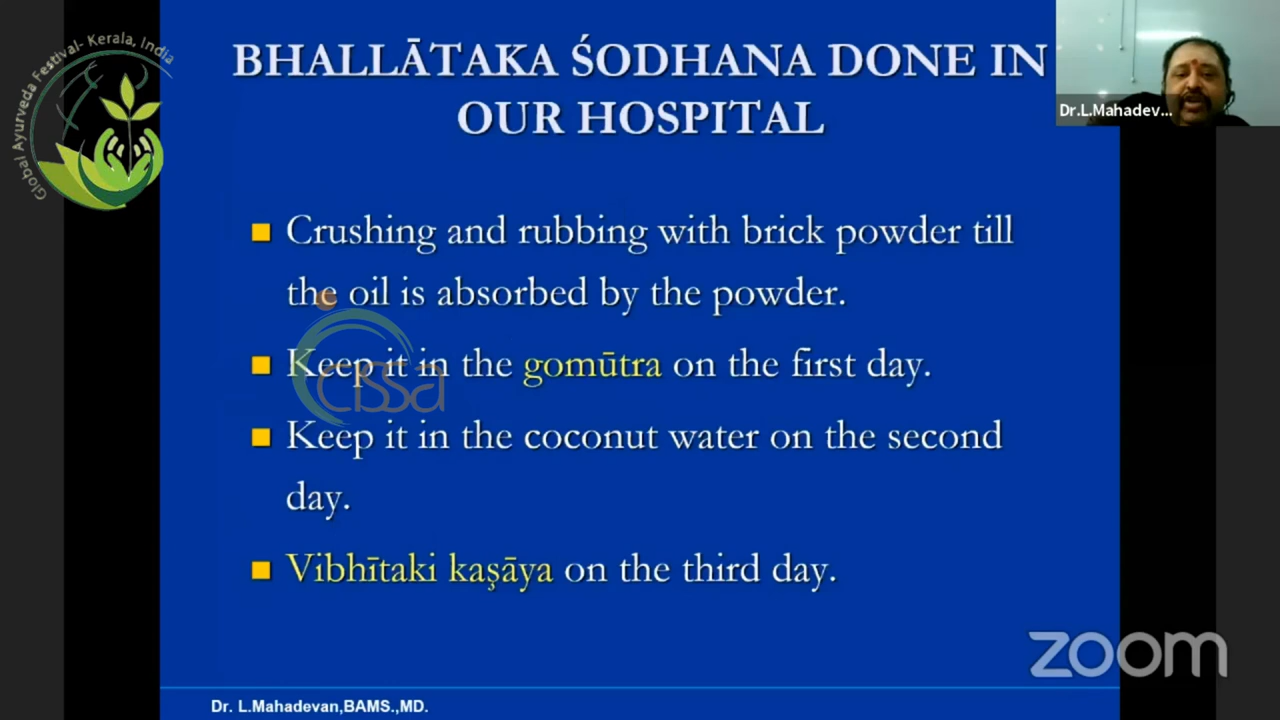 BHALLĀTAKA ŚODHANA DONE IN
OUR HOSPITAL
Dr.L.Mahadev...
Global Ayurveda Festival- Kerala, India
Crushing and rubbing with brick powder till
the oil is absorbed by the powder.
Keep it in the gomūtra on the first day.
cissa
Keep it in the coconut water on the second
day.
Vibhītaki kaşāya on the third day.
zoom
Dr. L.Mahadevan,BAMS.,MD.